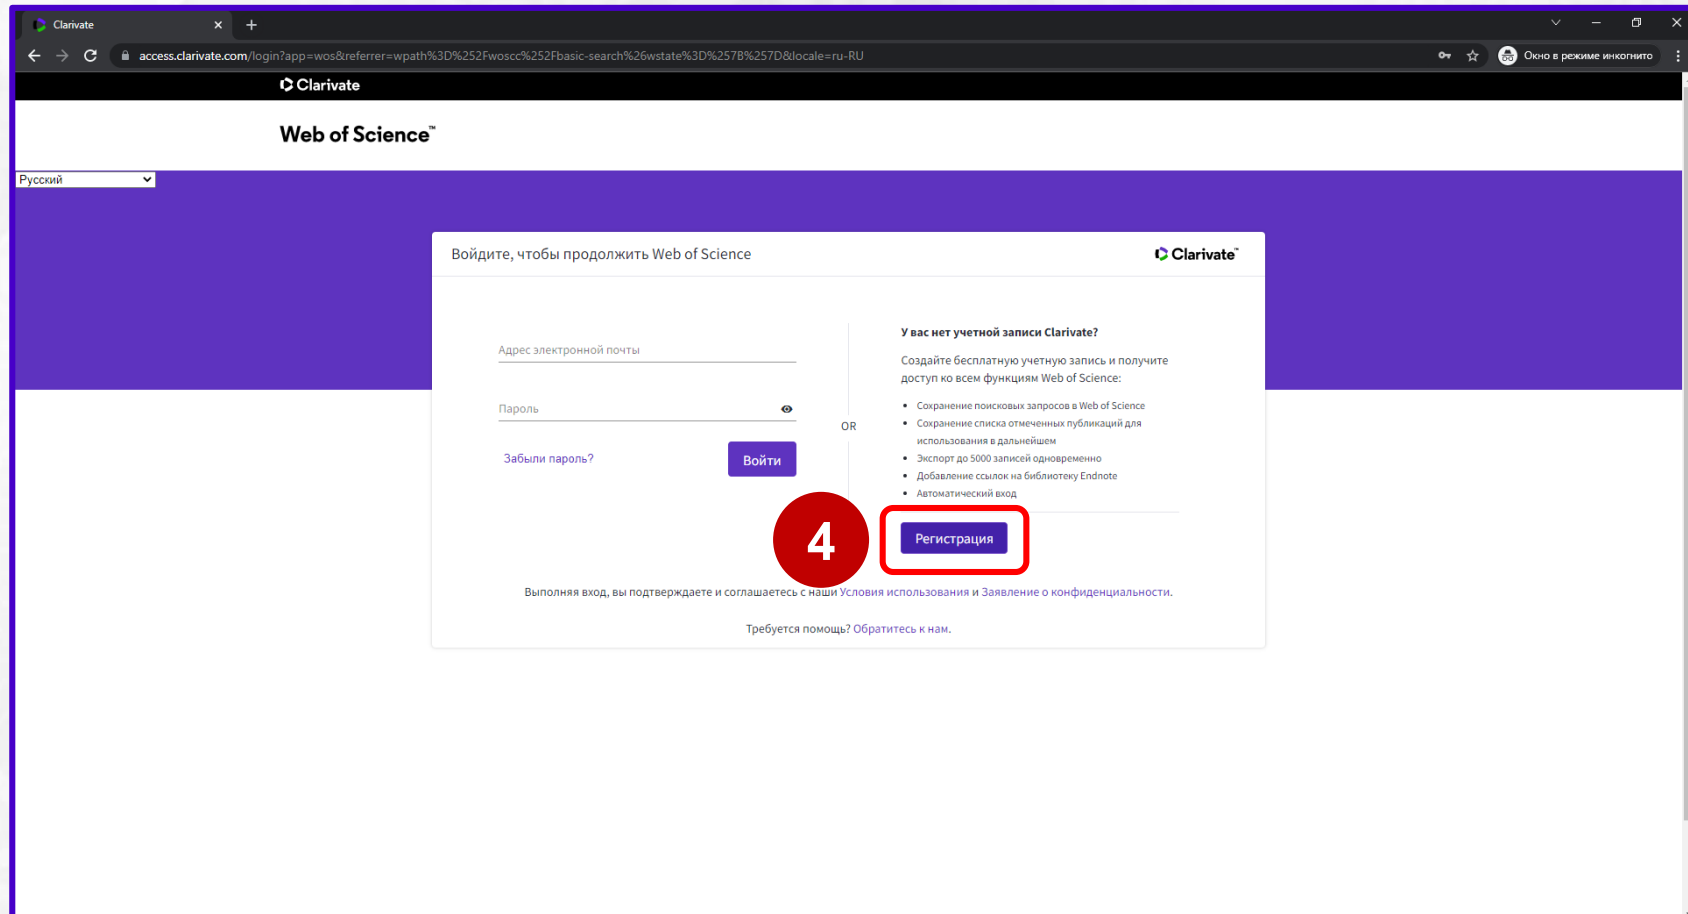 Clarivate
access.clarivate.com/login?app=wos&referrer=wpath%3D%252Fwoscc%252Fbasic-search%26wstate%3D%257B%257D&locale=ru-RU
Окно в режиме инкогнито
Clarivate
Web of Science™
Русский
Войдите, чтобы продолжить Web of Science
Clarivate™
Адрес электронной почты
Пароль
Забыли пароль?
Войти
OR
У вас нет учетной записи Clarivate?
Создайте бесплатную учетную запись и получите
доступ ко всем функциям Web of Science:
• Сохранение поисковых запросов в Web of Science
• Сохранение списка отмеченных публикаций для
использования в дальнейшем
• Экспорт до 5000 записей одновременно
• Добавление ссылок на библиотеку Endnote
• Автоматический вход
4
Регистрация
Выполняя вход, вы подтверждаете и соглашаетесь с наши Условия использования и Заявление о конфиденциальности.
Требуется помощь? Обратитесь к нам.